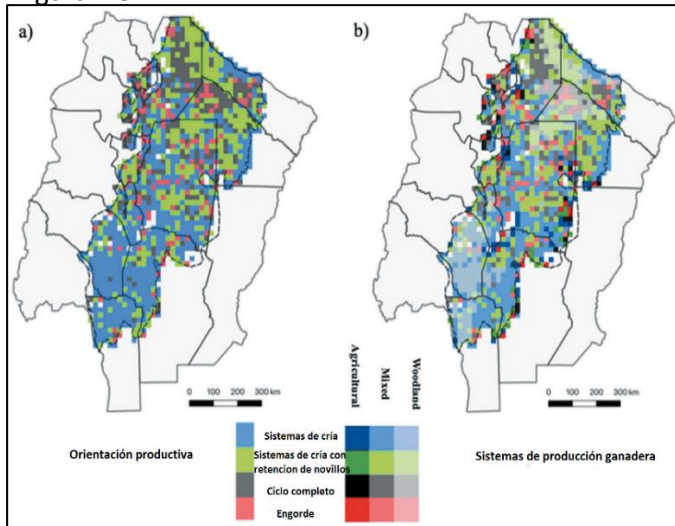 a)
b)
0 100 200 300 km
0 100 200 300 km
Agricultural
Mixed
Woodland
Orientación productiva
Sistemas de cría
Sistemas de cría con
retencion de novillos
Ciclo completo
Engorde
Sistemas de producción ganadera